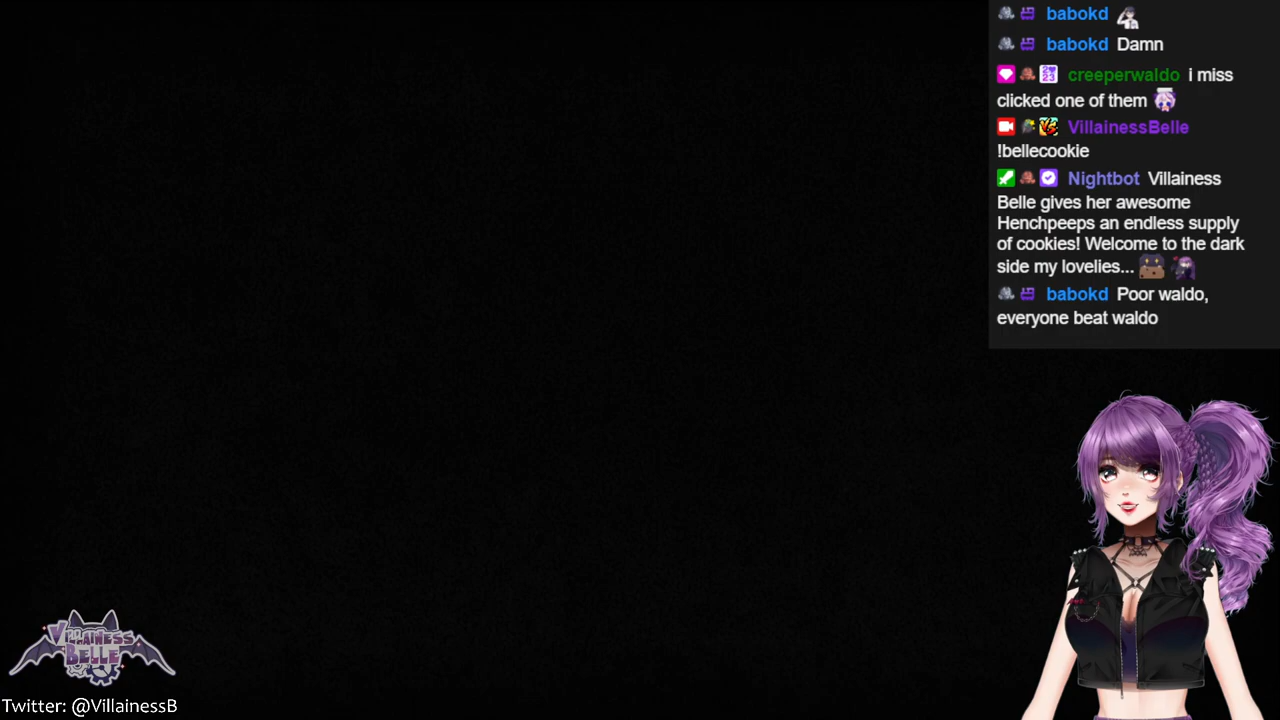 babokd
babokd Damn
creeperwaldo i miss
clicked one of them
VillainessBelle
!bellecookie
Nightbot Villainess
Belle gives her awesome
Henchpeeps an endless supply
of cookies! Welcome to the dark
side my lovelies...
babokd Poor waldo,
everyone beat waldo
VILLAINESS
BELLE
Twitter: @VillainessB